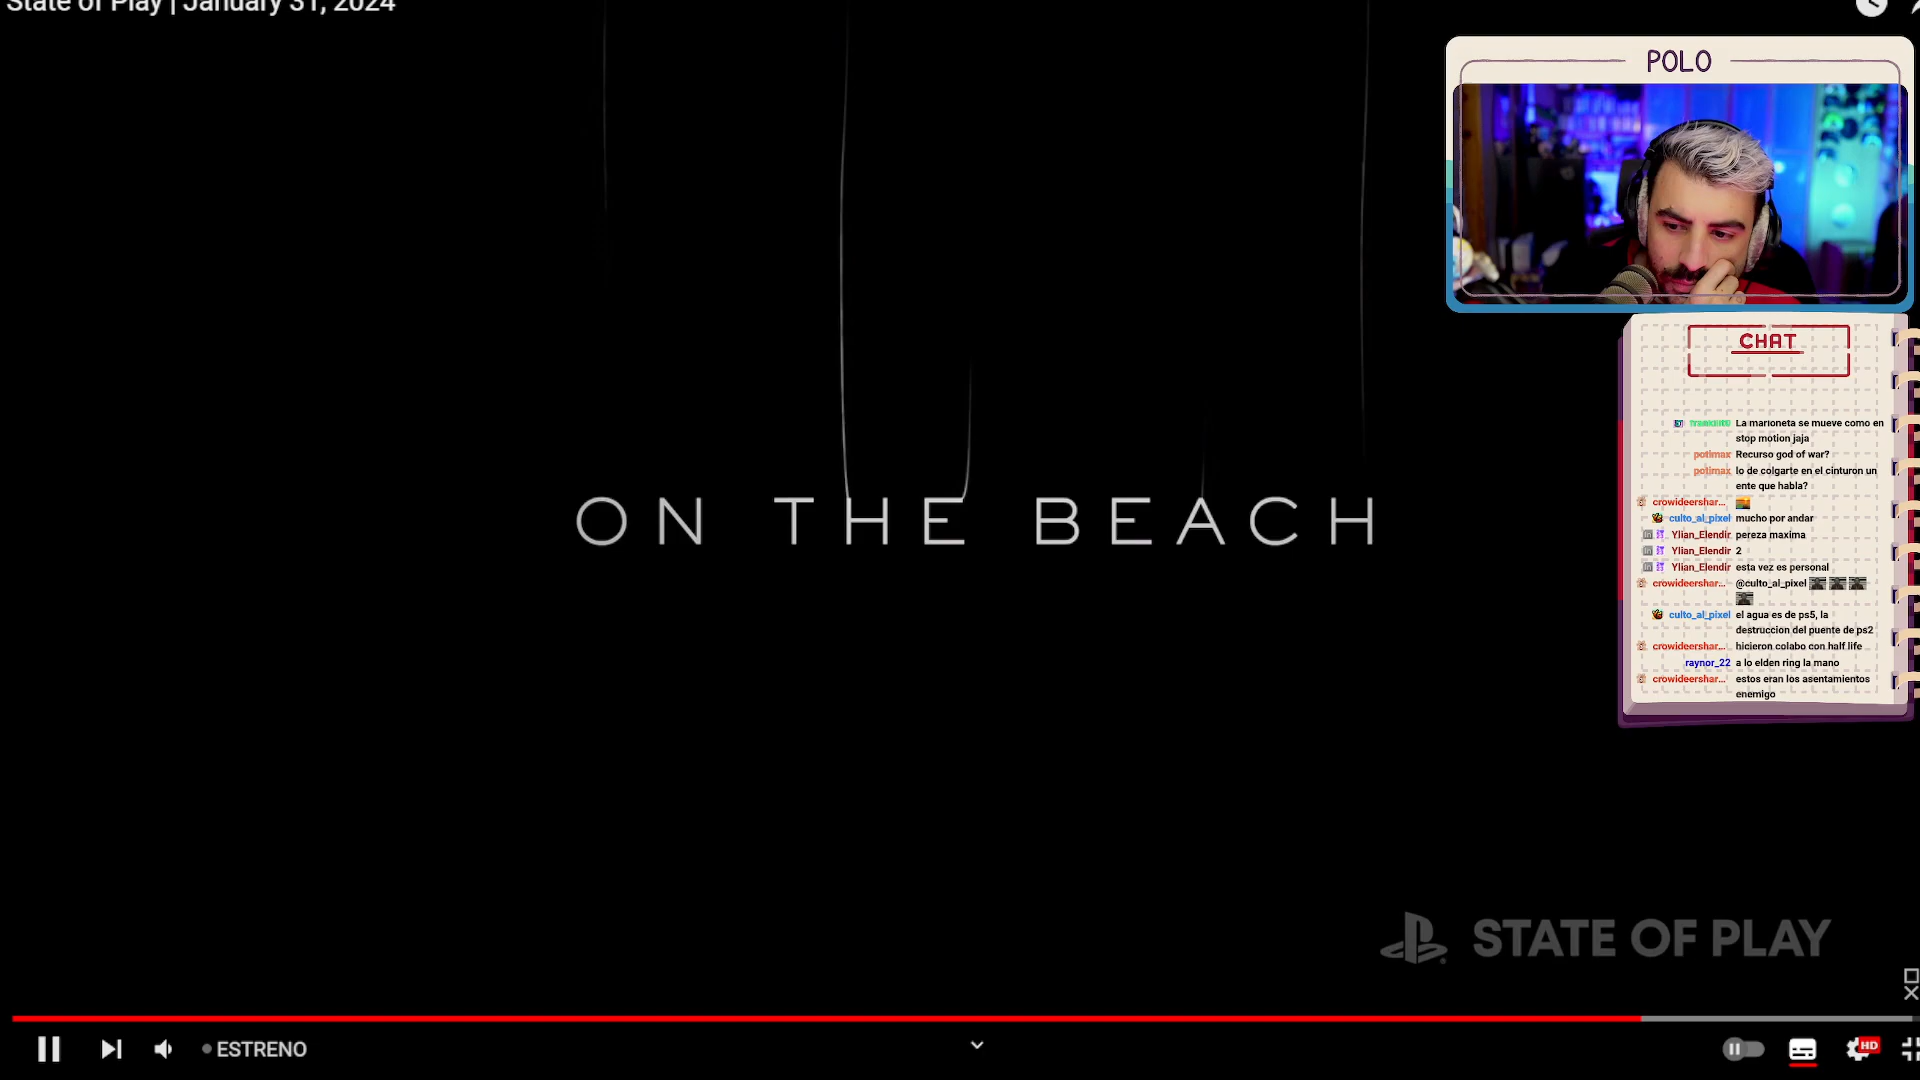 State of Play | January 31, 2024
POLO
CHAT
La marioneta se mueve como en
stop motion jaja
potimax Recurso god of war?
potimax lo de colgarte en el cinturon un
ente que habla?
crowideershar...
culto_al_pixel mucho por andar
Ylian_Elendir pereza maxima
Ylian_Elendir 2
Ylian_Elendir esta vez es personal
crowideershar... @culto_al_pixel
culto_al_pixel el agua es de ps5, la
destruccion del puente de ps2
crowideershar... hicieron colabo con half life
raynor_22 a lo elden ring la mano
crowideershar... estos eran los asentamientos
enemigo
ON THE BEACH
STATE OF PLAY
ESTRENO
HD